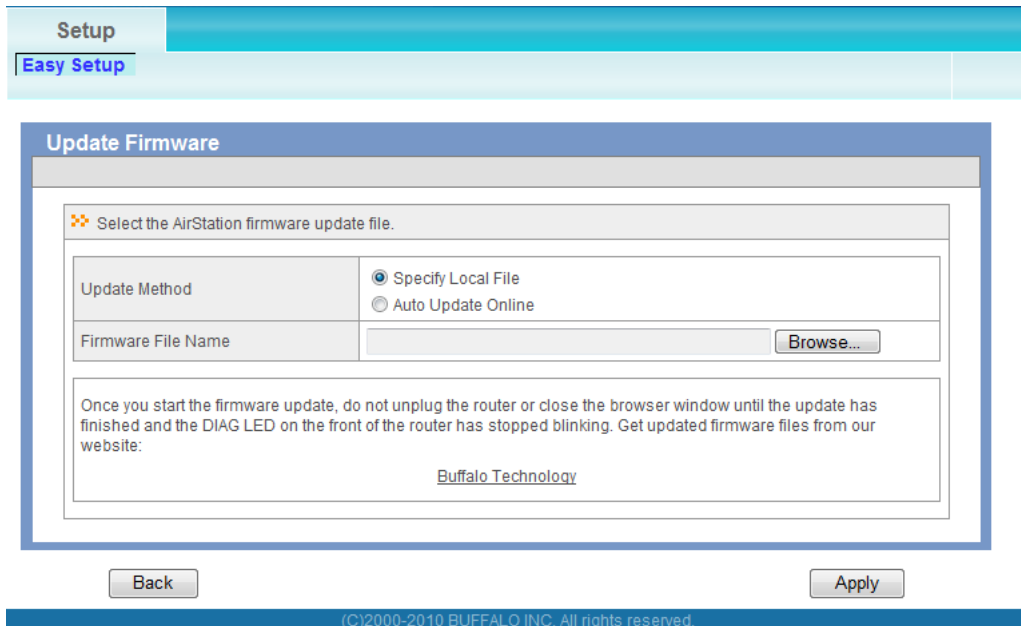 Setup
Easy Setup
Update Firmware
Select the AirStation firmware update file.
Update Method
Specify Local File
Auto Update Online
Firmware File Name
Browse...
Once you start the firmware update, do not unplug the router or close the browser window until the update has
finished and the DIAG LED on the front of the router has stopped blinking. Get updated firmware files from our
website:
Buffalo Technology
Back
Apply
(C)2000-2010 BUFFALO INC. All rights reserved.